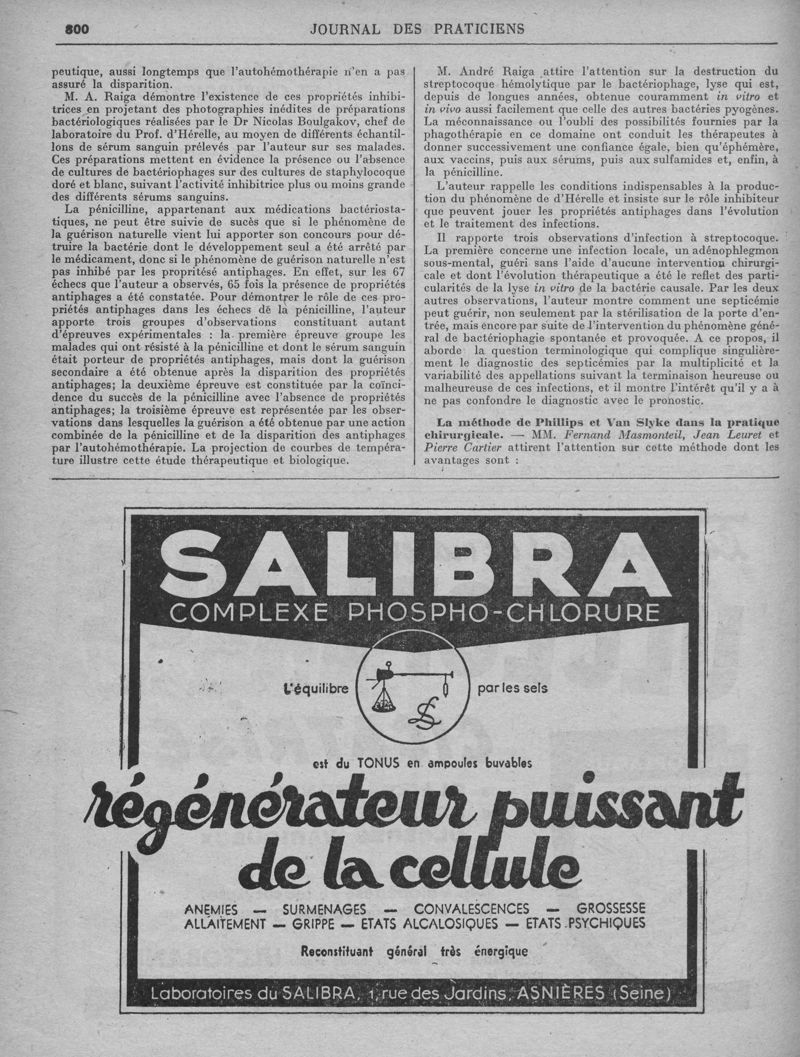 800
JOURNAL DES PRATICIENS
peutique, aussi longtemps que l'autohémothérapie n'en a pas
assuré la disparition.
M. A. Raiga démontre l'existence de ces propriétés inhibi-
trices en projetant des photographies inédites de préparations
bactériologiques réalisées par le Dr Nicolas Boulgakov, chef de
laboratoire du Prof. d'Hérelle, au moyen de différents échantil-
lons de sérum sanguin prélevés par l'auteur sur ses malades.
Ces préparations mettent en évidence la présence ou l'absence
de cultures de bactériophages sur des cultures de staphylocoque
doré et blanc, suivant l'activité inhibitrice plus ou moins grande
des différents sérums sanguins.
La pénicilline, appartenant aux médications bactériosta-
tiques, ne peut être suivie de sucès que si le phénomène de
la guérison naturelle vient lui apporter son concours pour dé-
truire la bactérie dont le développement seul a été arrêté par
le médicament, donc si le phénomène de guérison naturelle n'est
pas inhibé par les propritésé antiphages. En effet, sur les 67
échecs que l'auteur a observés, 65 fois la présence de propriétés
antiphages a été constatée. Pour démontrer le rôle de ces pro-
priétés antiphages dans les échecs dè la pénicilline, l'auteur
apporte trois groupes d'observations constituant autant
d'épreuves expérimentales : la première épreuve groupe les
malades qui ont résisté à la pénicilline et dont le sérum sanguin
était porteur de propriétés antiphages, mais dont la guérison
secondaire a été obtenue après la disparition des propriétés
antiphages; la deuxième épreuve est constituée par la coïnci-
dence du succès de la pénicilline avec l'absence de propriétés
antiphages; la troisième épreuve est représentée par les obser-
vations dans lesquelles la guérison a été obtenue par une action
combinée de la pénicilline et de la disparition des antiphages
par l'autohémothérapie. La projection de courbes de tempéra-
ture illustre cette étude thérapeutique et biologique.
M. André Raiga attire l'attention sur la destruction du
streptocoque hémolytique par le bactériophage, lyse qui est,
depuis de longues années, obtenue couramment in vitro et
in vivo aussi facilement que celle des autres bactéries pyogènes.
La méconnaissance ou l'oubli des possibilités fournies par la
phagothérapie en ce domaine ont conduit les thérapeutes à
donner successivement une confiance égale, bien qu'éphémère,
aux vaccins, puis aux sérums, puis aux sulfamides et, enfin, à
la pénicilline.
L'auteur rappelle les conditions indispensables à la produc-
tion du phénomène de d'Hérelle et insiste sur le rôle inhibiteur
que peuvent jouer les propriétés antiphages dans l'évolution
et le traitement des infections.
Il rapporte trois observations d'infection à streptocoque.
La première concerne une infection locale, un adénophlegmon
sous-mental, guéri sans l'aide d'aucune intervention chirurgi-
cale et dont l'évolution thérapeutique a été le reflet des parti-
cularités de la lyse in vitro de la bactérie causale. Par les deux
autres observations, l'auteur montre comment une septicémie
peut guérir, non seulement par la stérilisation de la porte d'en-
trée, mais encore par suite de l'intervention du phénomène géné-
ral de bactériophagie spontanée et provoquée. A ce propos, il
aborde la question terminologique qui complique singulière-
ment le diagnostic des septicémies par la multiplicité et la
variabilité des appellations suivant la terminaison heureuse ou
malheureuse de ces infections, et il montre l'intérêt qu'il y a à
ne pas confondre le diagnostic avec le pronostic.
La méthode de Phillips et Van Slyke dans la pratique
chirurgicale. — MM. Fernand Masmonteil, Jean Leuret et
Pierre Cartier attirent l'attention sur cette méthode dont les
avantages sont :
SALIBRA
COMPLEXE PHOSPHO-CHLORURE
L'équilibre par les sels
est du TONUS en ampoules buvables
régénérateur puissant
de la cellule
ANEMIES — SURMENAGES — CONVALESCENCES — GROSSESSE
ALLAITEMENT — GRIPPE — ETATS ALCALOSIQUES — ETATS PSYCHIQUES
Reconstituant général très énergique
Laboratoires du SALIBRA, 1, rue des Jardins, ASNIÈRES (Seine)